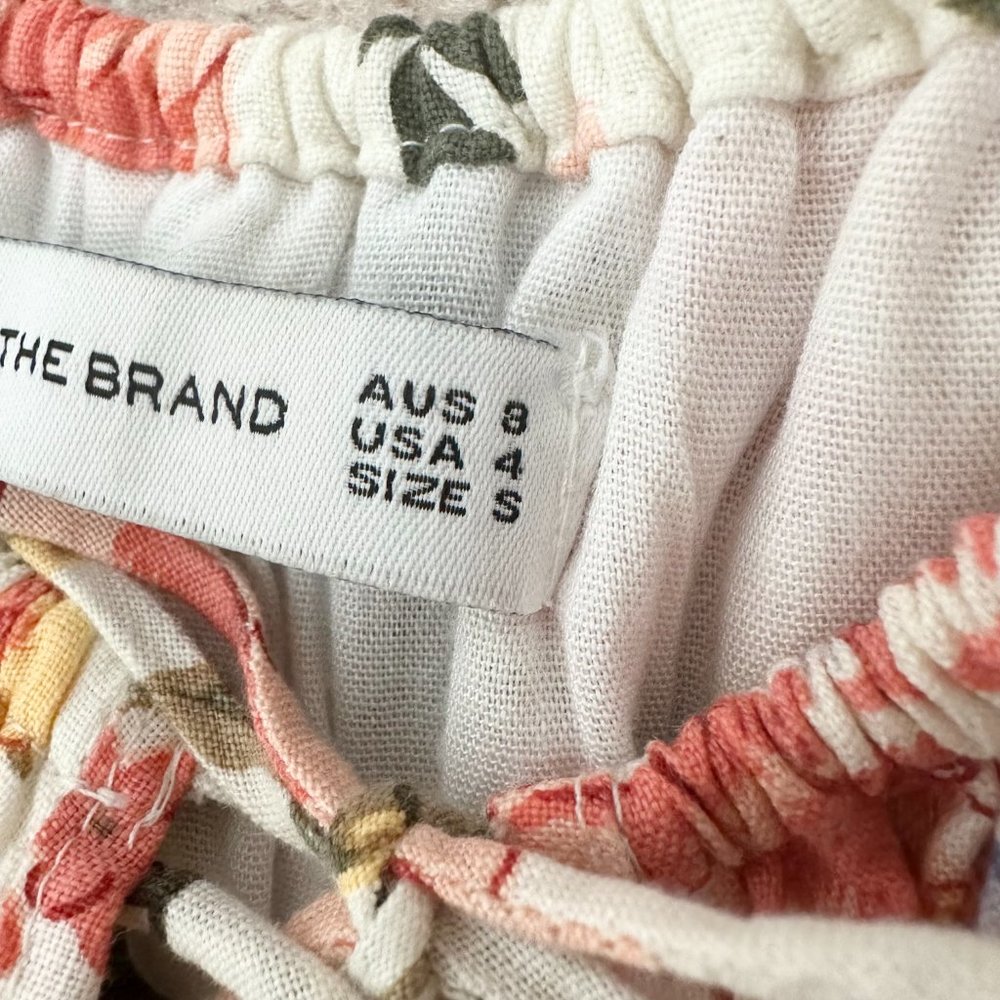 THE BRAND
AUS 8
USA 4
SIZE S